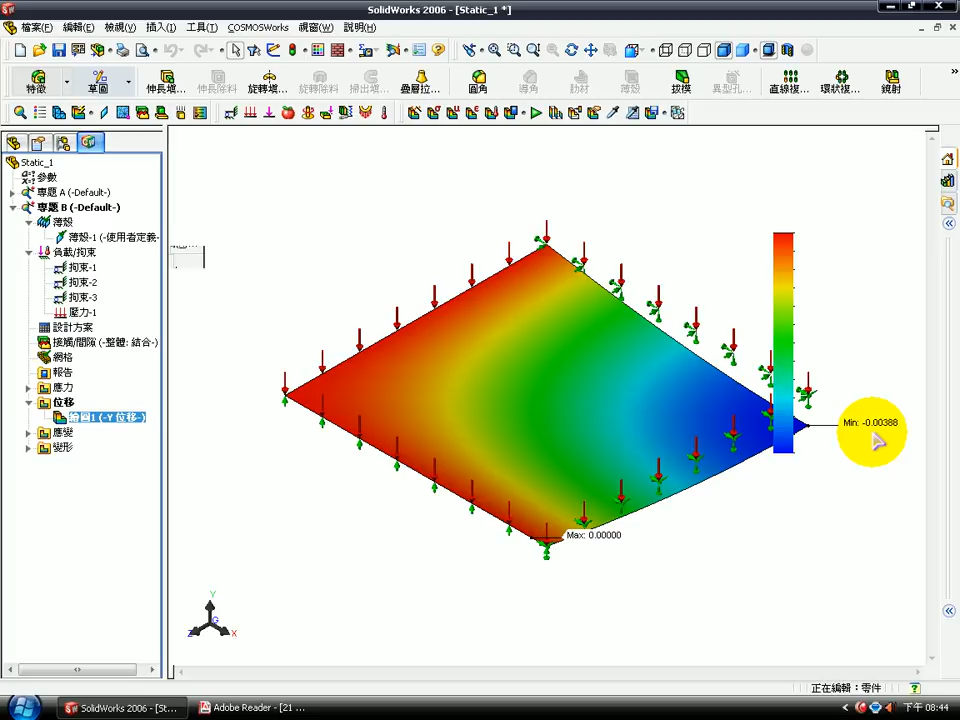 SolidWorks 2006 - [Static_1 *]
檔案(F) 編輯(E) 檢視(V) 插入(I) 工具(T) COSMOSWorks 視窗(W) 說明(H)
特徵 草圖 伸長填... 伸長除料 旋轉增... 旋轉除料 掃出增... 疊層拉... 圓角 導角 肋材 薄殼 拔模 異型孔... 直線複... 環狀複... 鏡射
Static_1
參數
專題 A (-Default-)
專題 B (-Default-)
薄殼
薄殼-1 (-使用者定義-
負載/拘束
拘束-1
拘束-2
拘束-3
壓力-1
設計方案
接觸/間隙 (-整體: 結合-)
網格
報告
應力
位移
繪圖1 (-Y 位移-)
應變
變形
Min: -0.00388
Max: 0.00000
Y
Z
X
正在編輯：零件
SolidWorks 2006 - [St...
Adobe Reader - [21 ...
下午 08:44